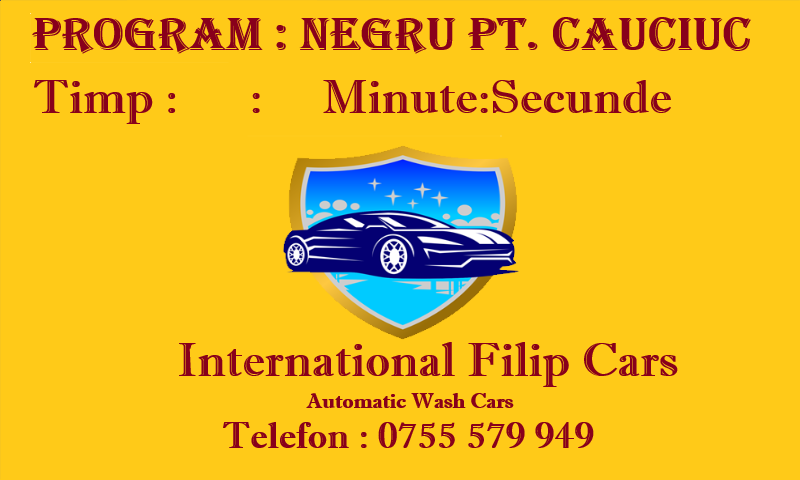 PROGRAM : NEGRU PT. CAUCIUC
Timp :      :      Minute:Secunde
International Filip Cars
Automatic Wash Cars
Telefon : 0755 579 949